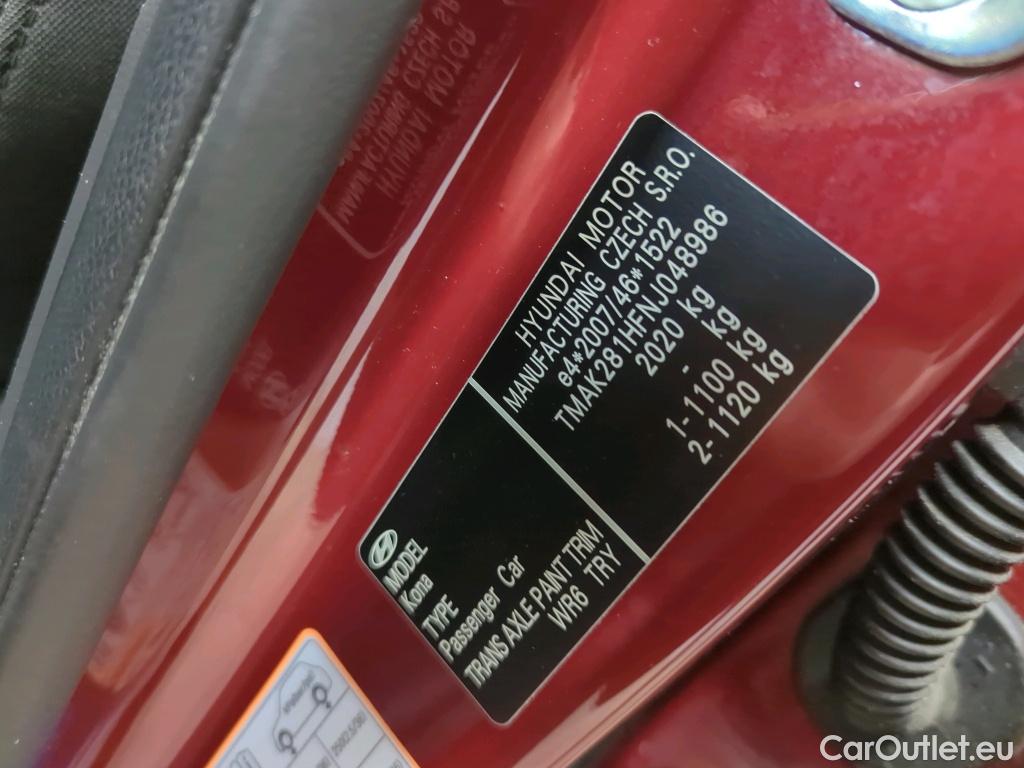 HYUNDAI MOTOR
MANUFACTURING CZECH S.R.O.
e4*2007/46*1522
TMAK281HFNJ048986
2020 kg
- kg
1-1100 kg
2-1120 kg
MODEL
Kona
TYPE
Passenger Car
TRANS AXLE PAINT TRIM
WR6 TRY
CarOutlet.eu